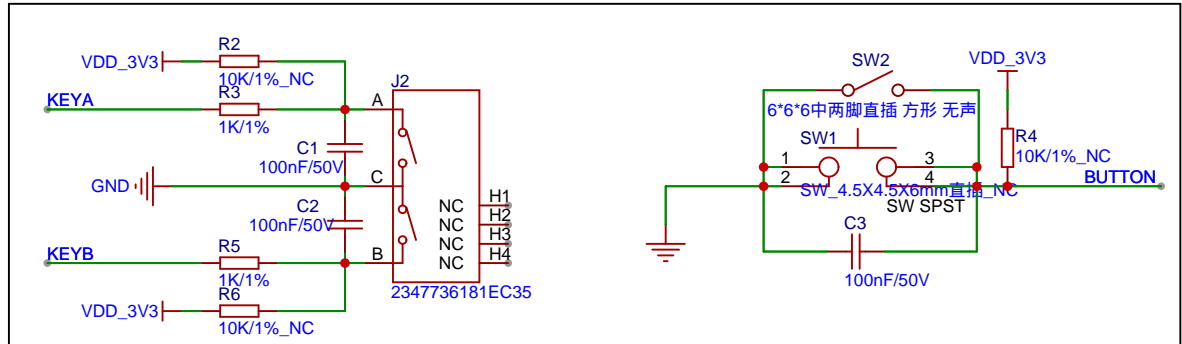 R2
VDD_3V3
10K/1%_NC
KEYA
R3
1K/1%
J2
A
C1
100nF/50V
GND
C
C2
100nF/50V
NC H1
NC H2
NC H3
NC H4
KEYB
R5
B
1K/1%
R6
2347736181EC35
VDD_3V3
10K/1%_NC
SW2
VDD_3V3
6*6*6中两脚直插 方形 无声
SW1
R4
10K/1%_NC
1
3
2
4
BUTTON
SW_4.5X4.5X6mm直插_NC
SW SPST
C3
100nF/50V